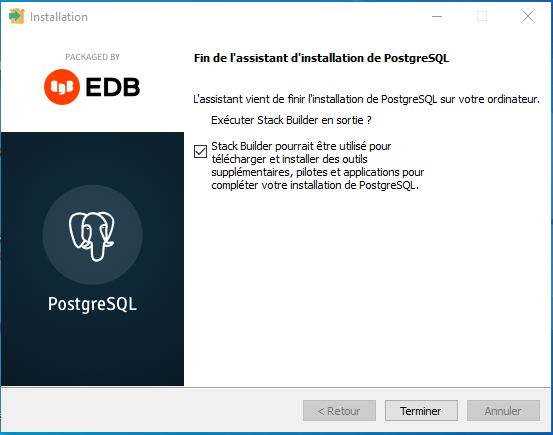 Installation
PACKAGED BY
EDB
PostgreSQL
Fin de l'assistant d'installation de PostgreSQL
L'assistant vient de finir l'installation de PostgreSQL sur votre ordinateur.
Exécuter Stack Builder en sortie ?
Stack Builder pourrait être utilisé pour
télécharger et installer des outils
supplémentaires, pilotes et applications pour
compléter votre installation de PostgreSQL.
< Retour
Terminer
Annuler